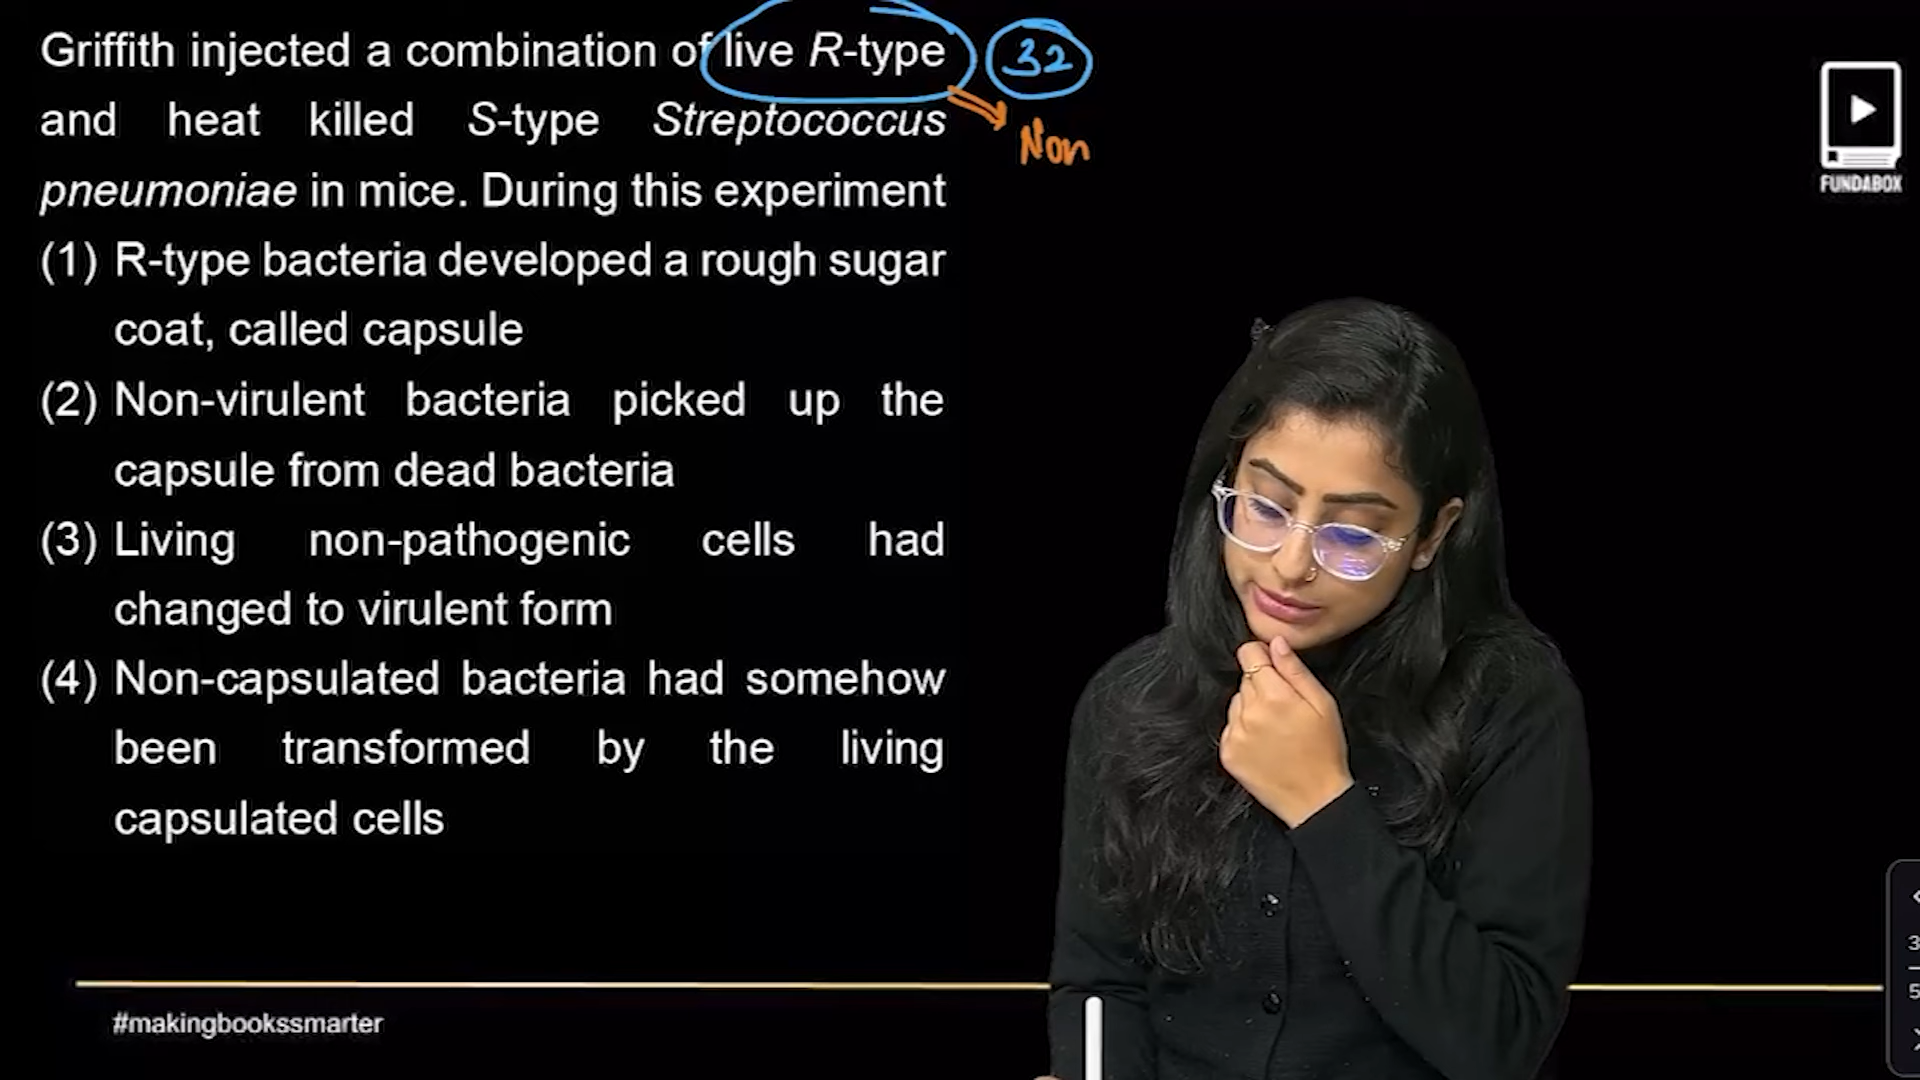 Griffith injected a combination of live R-type
32
and heat killed S-type Streptococcus
Non
pneumoniae in mice. During this experiment
(1) R-type bacteria developed a rough sugar
coat, called capsule
(2) Non-virulent bacteria picked up the
capsule from dead bacteria
(3) Living non-pathogenic cells had
changed to virulent form
(4) Non-capsulated bacteria had somehow
been transformed by the living
capsulated cells
FUNDABOX
#makingbookssmarter
3
5